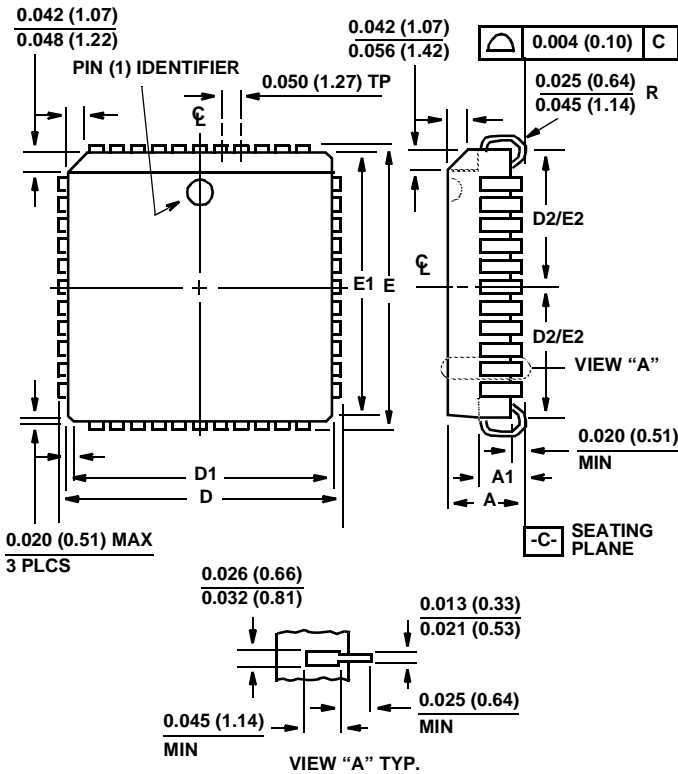 0.042 (1.07)
0.048 (1.22)
PIN (1) IDENTIFIER
0.050 (1.27) TP
C
L
0.042 (1.07)
0.056 (1.42)
0.004 (0.10) C
0.025 (0.64)
0.045 (1.14)
R
C
L
D2/E2
E1 E
D2/E2
VIEW “A”
0.020 (0.51)
MIN
A1
A
D1
D
-C-
SEATING
PLANE
0.020 (0.51) MAX
3 PLCS
0.026 (0.66)
0.032 (0.81)
0.013 (0.33)
0.021 (0.53)
0.025 (0.64)
MIN
0.045 (1.14)
MIN
VIEW “A” TYP.